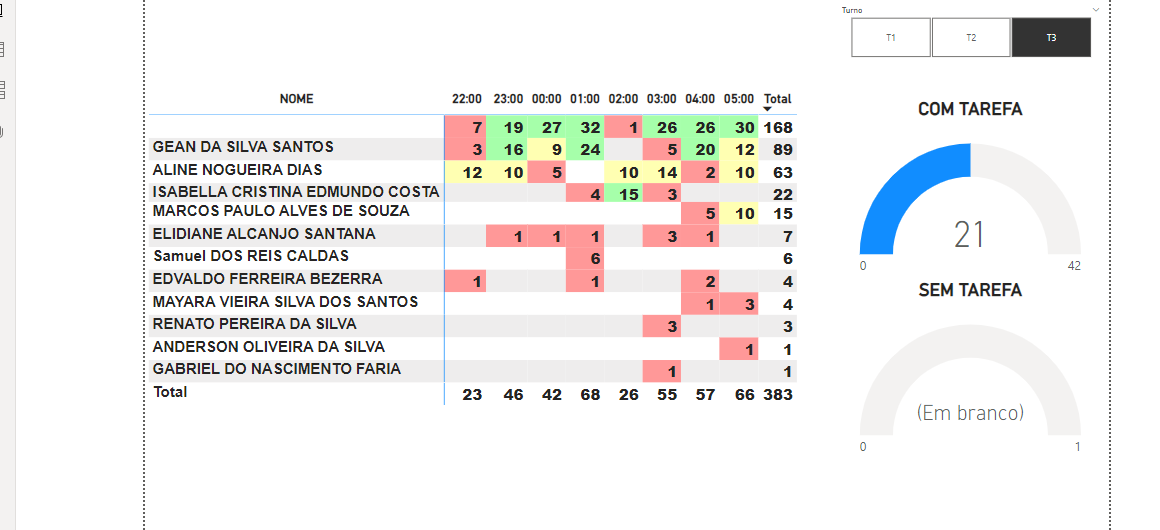 Turno
T1 T2 T3
NOME 22:00 23:00 00:00 01:00 02:00 03:00 04:00 05:00 Total
7 19 27 32 1 26 26 30 168
GEAN DA SILVA SANTOS 3 16 9 24 5 20 12 89
ALINE NOGUEIRA DIAS 12 10 5 10 14 2 10 63
ISABELLA CRISTINA EDMUNDO COSTA 4 15 3 22
MARCOS PAULO ALVES DE SOUZA 5 10 15
ELIDIANE ALCANJO SANTANA 1 1 1 3 1 7
Samuel DOS REIS CALDAS 6 6
EDVALDO FERREIRA BEZERRA 1 1 2 4
MAYARA VIEIRA SILVA DOS SANTOS 1 3 4
RENATO PEREIRA DA SILVA 3 3
ANDERSON OLIVEIRA DA SILVA 1 1
GABRIEL DO NASCIMENTO FARIA 1 1
Total 23 46 42 68 26 55 57 66 383
COM TAREFA
21
0 42
SEM TAREFA
(Em branco)
0 1